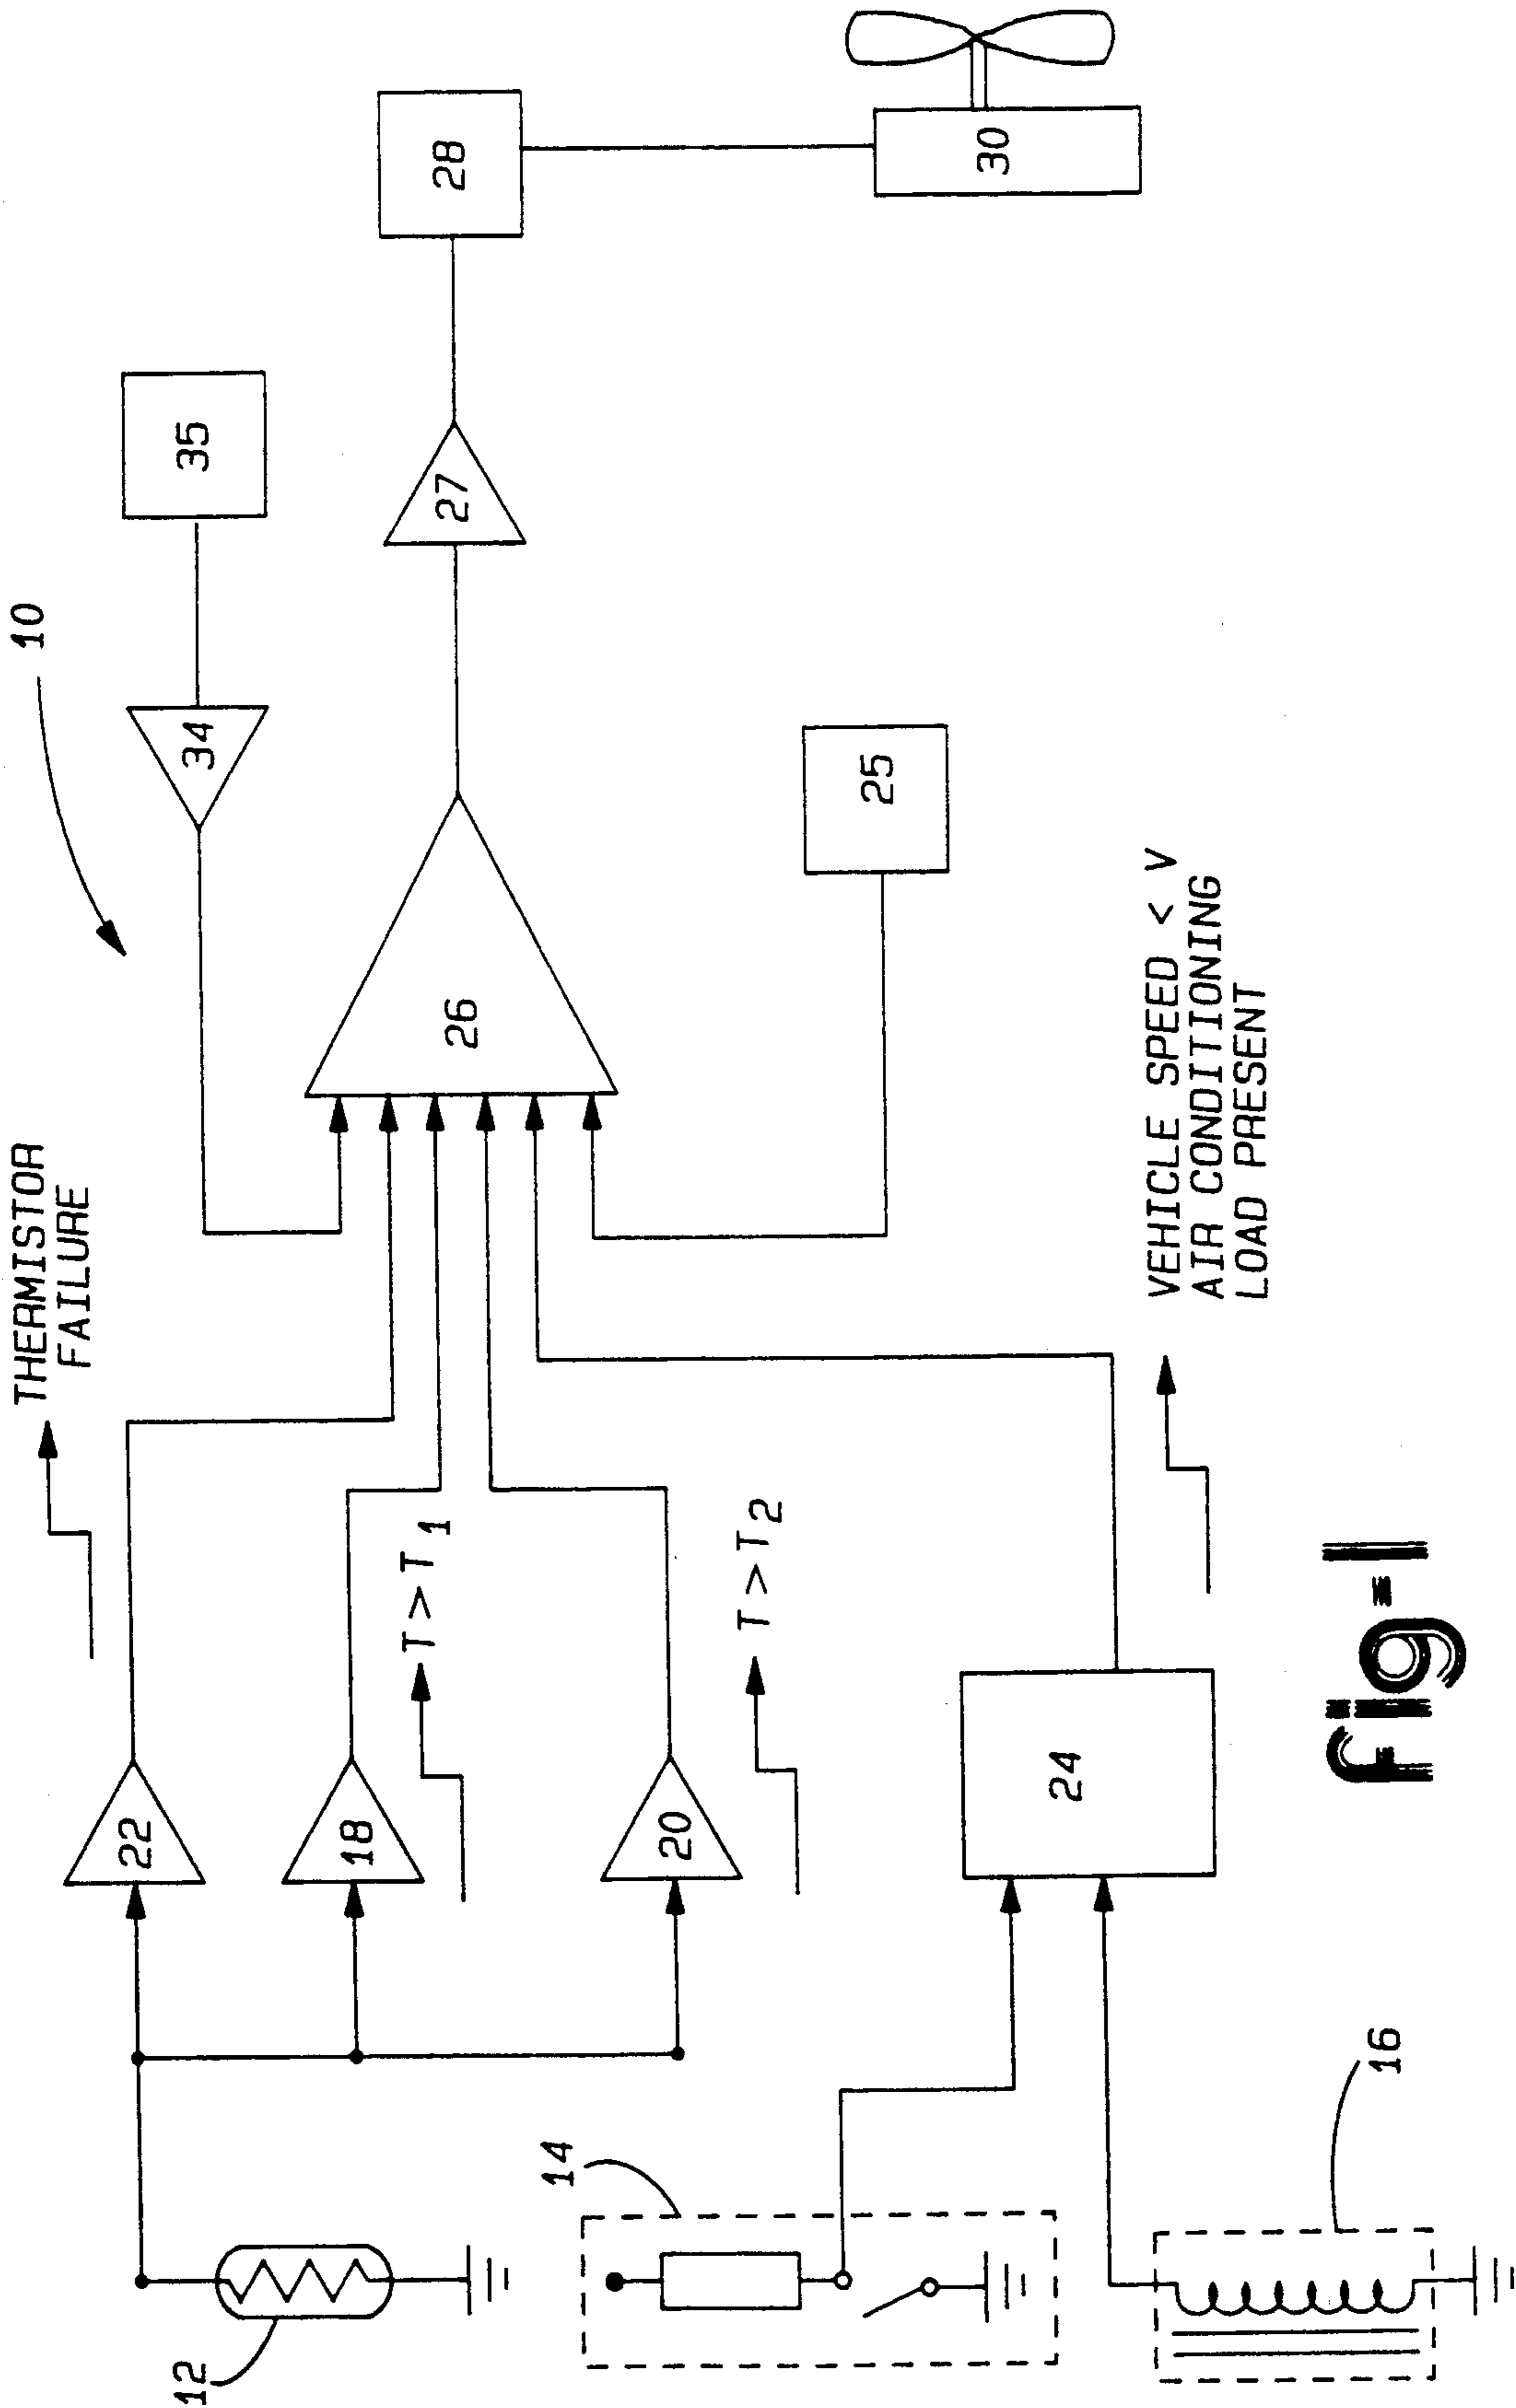 10
THERMISTOR
FAILURE
22
34
35
18
T>T1
26
27
28
20
T>T2
12
14
25
30
24
VEHICLE SPEED < V
AIR CONDITIONING
LOAD PRESENT
16
fig-1